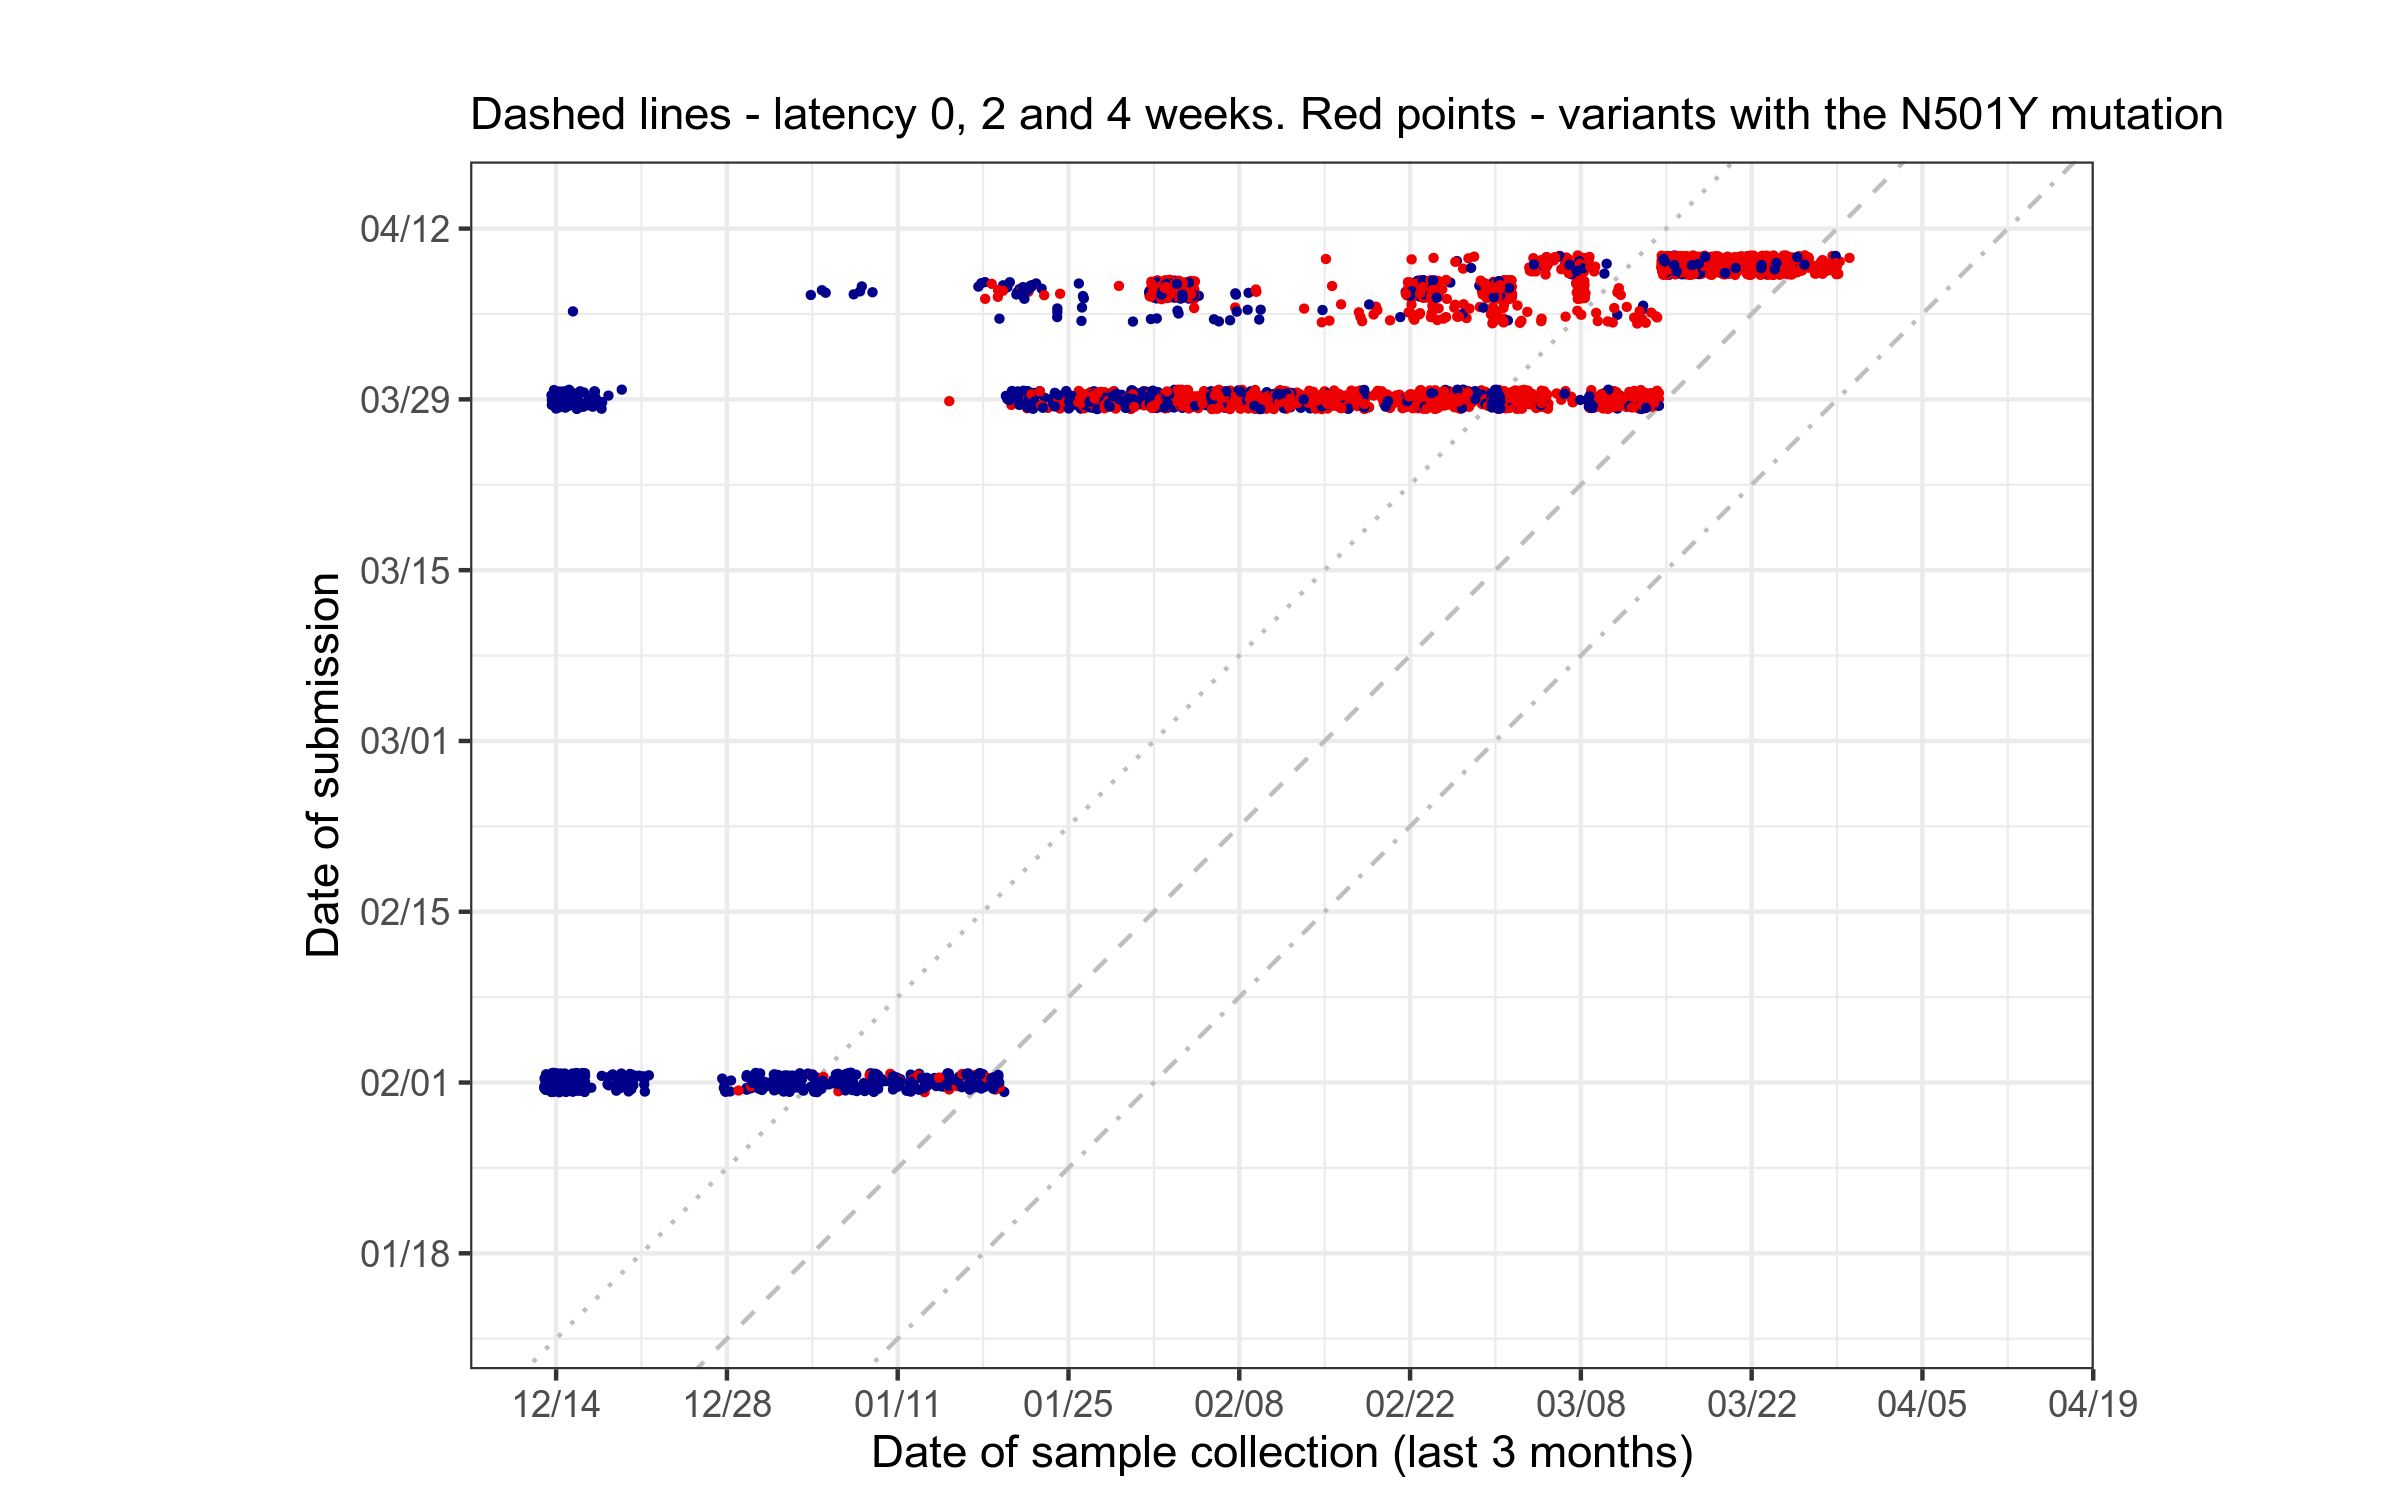 Dashed lines - latency 0, 2 and 4 weeks. Red points - variants with the N501Y mutation
Date of submission
04/12
03/29
03/15
03/01
02/15
02/01
01/18
12/14 12/28 01/11 01/25 02/08 02/22 03/08 03/22 04/05 04/19
Date of sample collection (last 3 months)